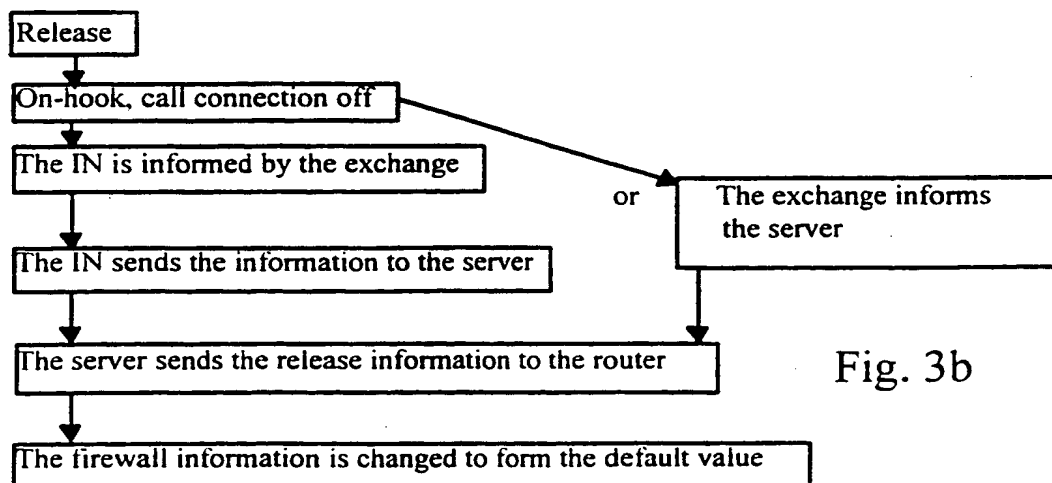 Release
On-hook, call connection off
The IN is informed by the exchange
or
The exchange informs
the server
The IN sends the information to the server
The server sends the release information to the router
Fig. 3b
The firewall information is changed to form the default value